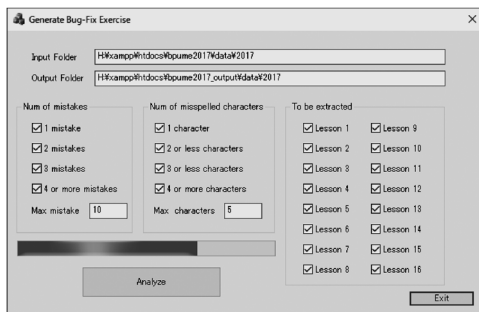 Generate Bug-Fix Exercise
Input Folder H:¥xampp¥htdocs¥bpume2017¥data¥2017
Output Folder H:¥xampp¥htdocs¥bpume2017_output¥data¥2017
Num of mistakes
1 mistake
2 mistakes
3 mistakes
4 or more mistakes
Max mistake 10
Num of misspelled characters
1 character
2 or less characters
3 or less characters
4 or more characters
Max characters 5
To be extracted
Lesson 1 Lesson 9
Lesson 2 Lesson 10
Lesson 3 Lesson 11
Lesson 4 Lesson 12
Lesson 5 Lesson 13
Lesson 6 Lesson 14
Lesson 7 Lesson 15
Lesson 8 Lesson 16
Analyze
Exit